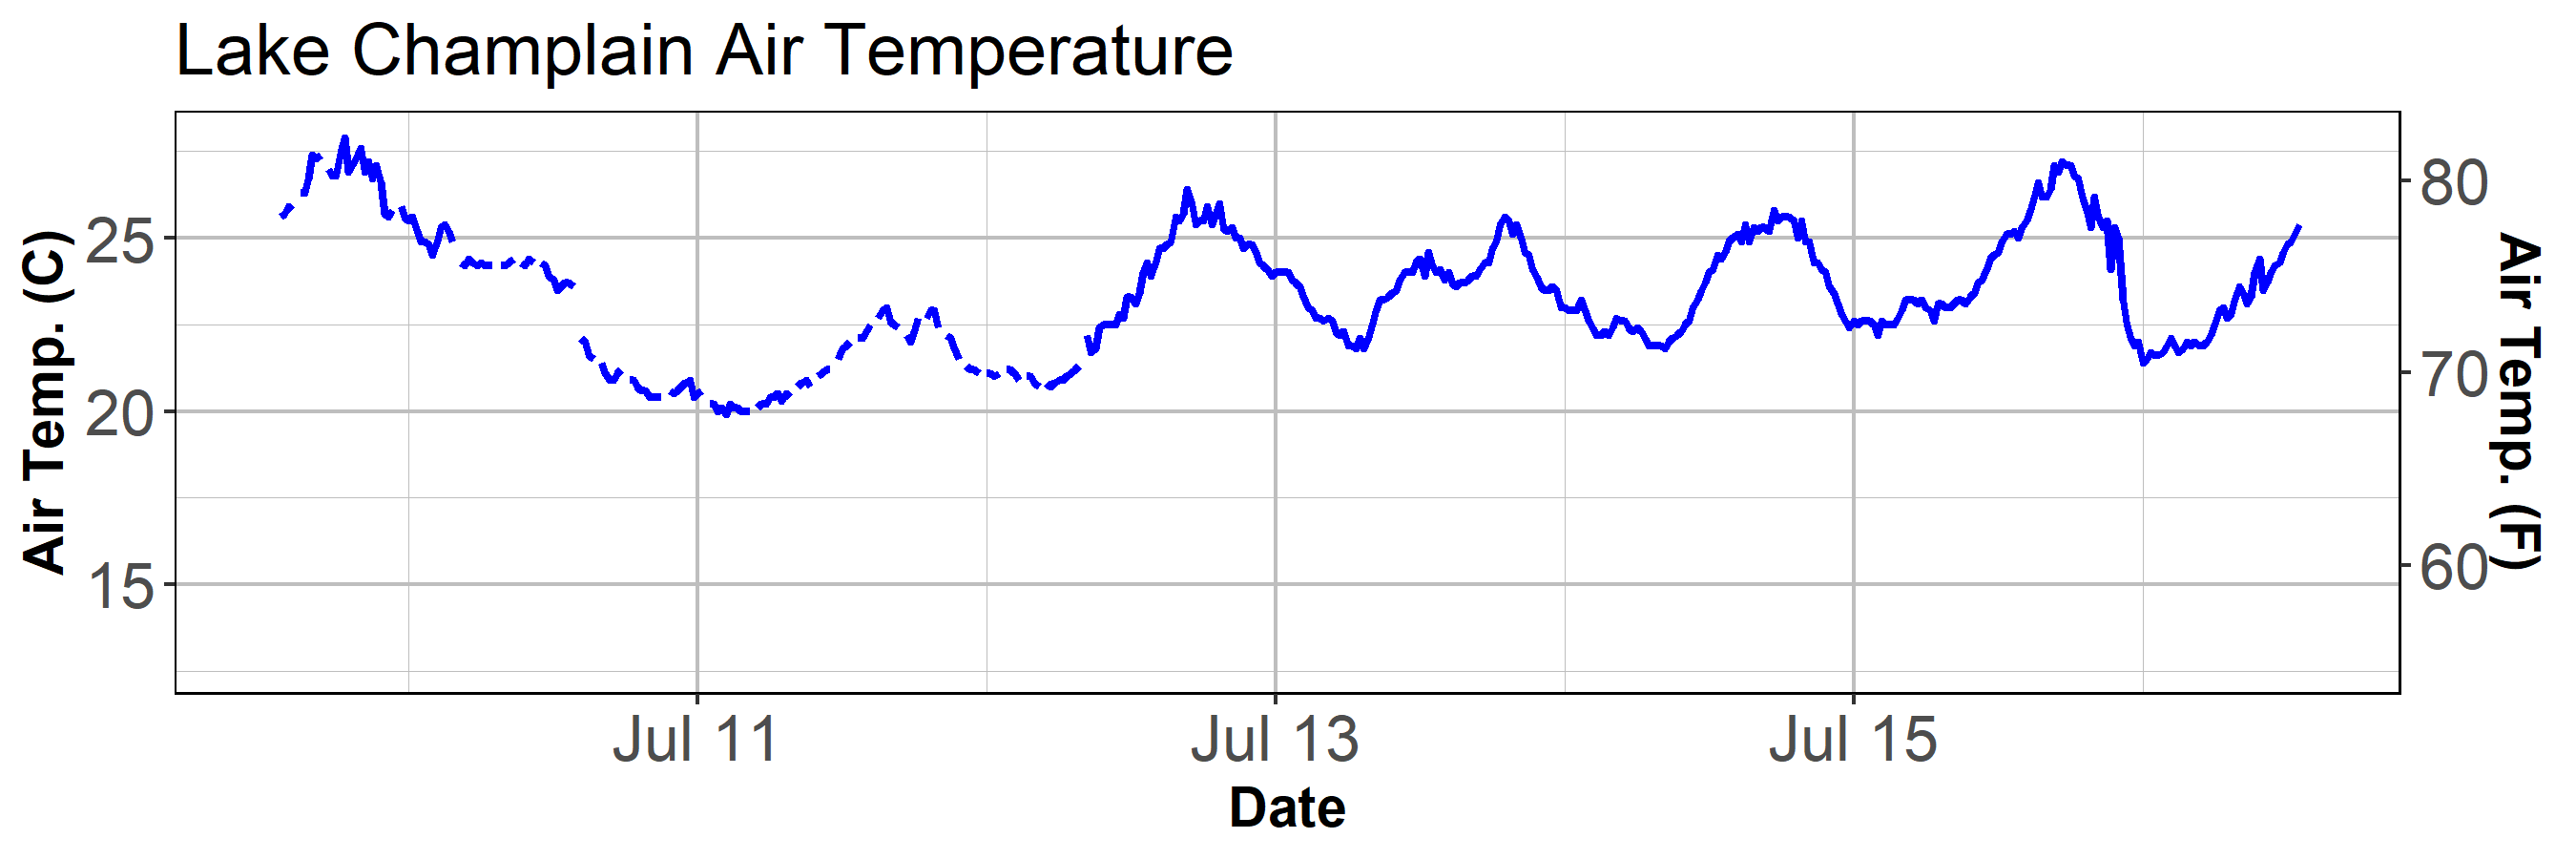 Lake Champlain Air Temperature
Air Temp. (C)
25
20
15
80
70
60
Air Temp. (F)
Jul 11
Jul 13
Jul 15
Date